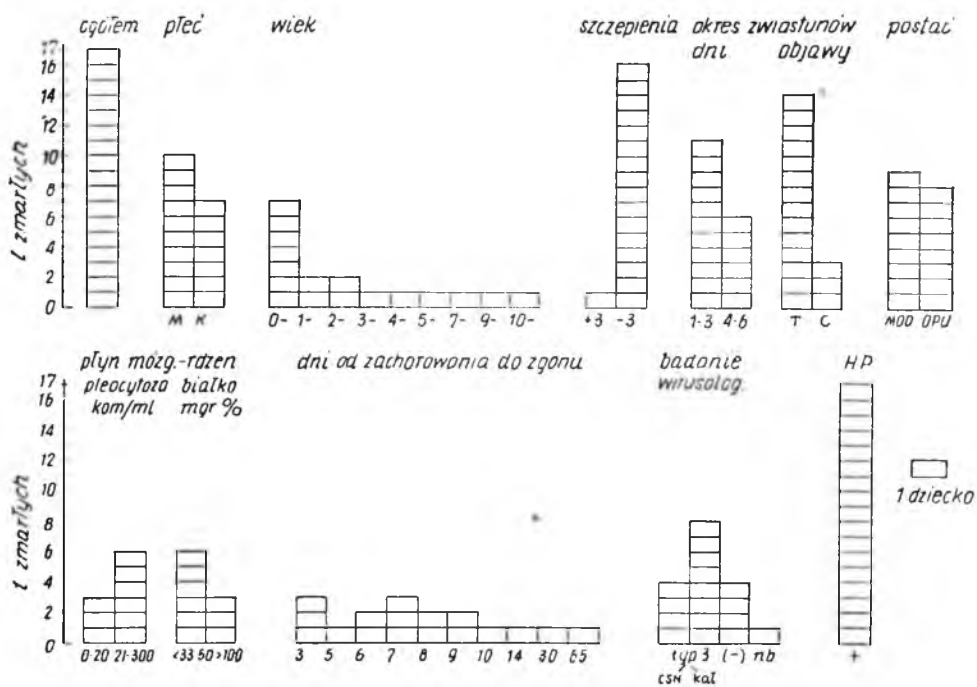 ogółem płeć wiek szczepienia okres zwiastunów postać
dni objawy
l zmarłych
17
16
14
12
10
8
6
4
2
0
M K 0- 1- 2- 3- 4- 5- 7- 9- 10- +3 -3 1-3 4-6 T C MOD OPU
płyn mózg.-rdzen dni od zachorowania do zgonu badanie HP
pleocytoza białko wirusolog.
kom/ml mgr %
l zmarłych
17
16
14
12
10
8
6
4
2
0
1 dziecko
0-20 21-300 <33 50>100 3 5 6 7 8 9 10 14 30 65 typ 3 (-) nb +
CSN kał